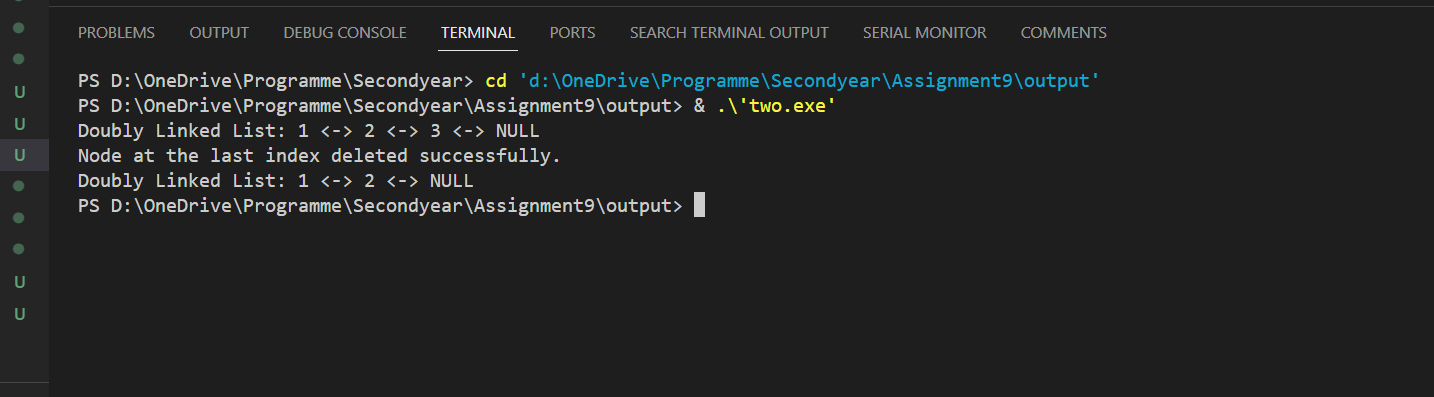 PROBLEMS OUTPUT DEBUG CONSOLE TERMINAL PORTS SEARCH TERMINAL OUTPUT SERIAL MONITOR COMMENTS
PS D:\OneDrive\Programme\Secondyear> cd 'd:\OneDrive\Programme\Secondyear\Assignment9\output'
PS D:\OneDrive\Programme\Secondyear\Assignment9\output> & .\'two.exe'
Doubly Linked List: 1 <-> 2 <-> 3 <-> NULL
Node at the last index deleted successfully.
Doubly Linked List: 1 <-> 2 <-> NULL
PS D:\OneDrive\Programme\Secondyear\Assignment9\output>
U
U
U
U
U